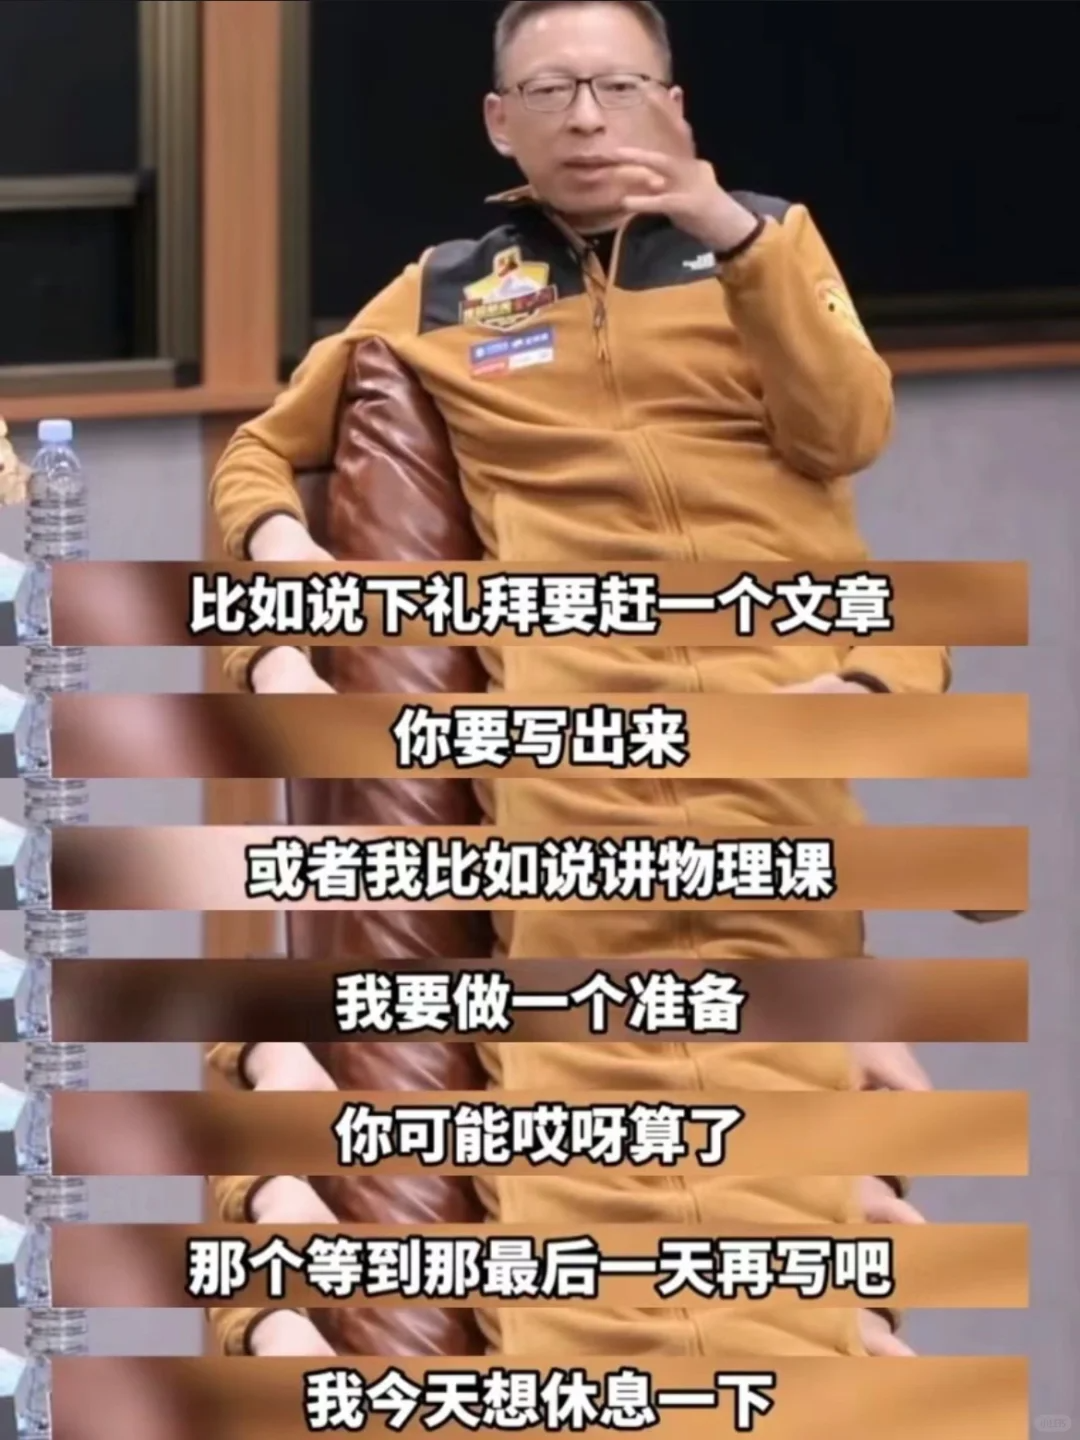 比如说下礼拜要赶一个文章
你要写出来
或者我比如说讲物理课
我要做一个准备
你可能哎呀算了
那个等到那最后一天再写吧
我今天想休息一下